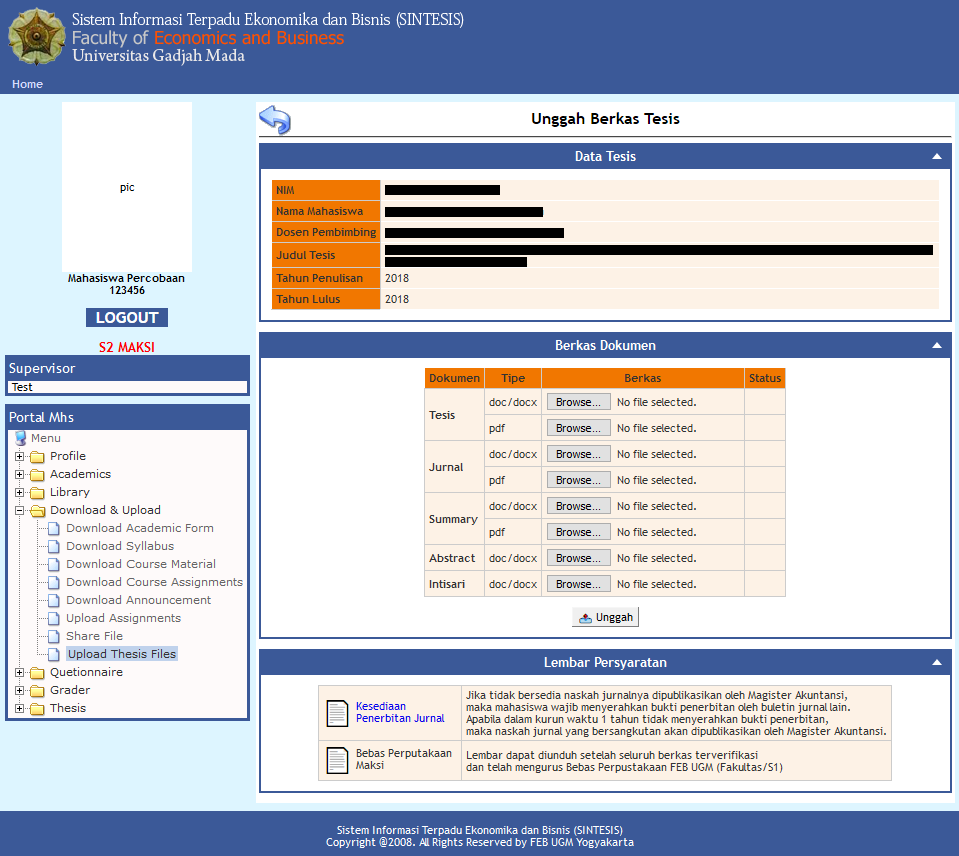 Sistem Informasi Terpadu Ekonomika dan Bisnis (SINTESIS)
Faculty of Economics and Business
Universitas Gadjah Mada
Home
pic
Mahasiswa Percobaan
123456
LOGOUT
S2 MAKSI
Supervisor
Test
Portal Mhs
Menu
Profile
Academics
Library
Download & Upload
Download Academic Form
Download Syllabus
Download Course Material
Download Course Assignments
Download Announcement
Upload Assignments
Share File
Upload Thesis Files
Quetionnaire
Grader
Thesis
Unggah Berkas Tesis
Data Tesis
NIM
Nama Mahasiswa
Dosen Pembimbing
Judul Tesis
Tahun Penulisan 2018
Tahun Lulus 2018
Berkas Dokumen
Dokumen Tipe Berkas Status
Tesis
doc/docx Browse... No file selected.
pdf Browse... No file selected.
Jurnal
doc/docx Browse... No file selected.
pdf Browse... No file selected.
Summary
doc/docx Browse... No file selected.
pdf Browse... No file selected.
Abstract doc/docx Browse... No file selected.
Intisari doc/docx Browse... No file selected.
Unggah
Lembar Persyaratan
Kesediaan
Penerbitan Jurnal
Jika tidak bersedia naskah jurnalnya dipublikasikan oleh Magister Akuntansi,
maka mahasiswa wajib menyerahkan bukti penerbitan oleh buletin jurnal lain.
Apabila dalam kurun waktu 1 tahun tidak menyerahkan bukti penerbitan,
maka naskah jurnal yang bersangkutan akan dipublikasikan oleh Magister Akuntansi.
Bebas Perputakaan
Maksi
Lembar dapat diunduh setelah seluruh berkas terverifikasi
dan telah mengurus Bebas Perpustakaan FEB UGM (Fakultas/S1)
Sistem Informasi Terpadu Ekonomika dan Bisnis (SINTESIS)
Copyright @2008. All Rights Reserved by FEB UGM Yogyakarta